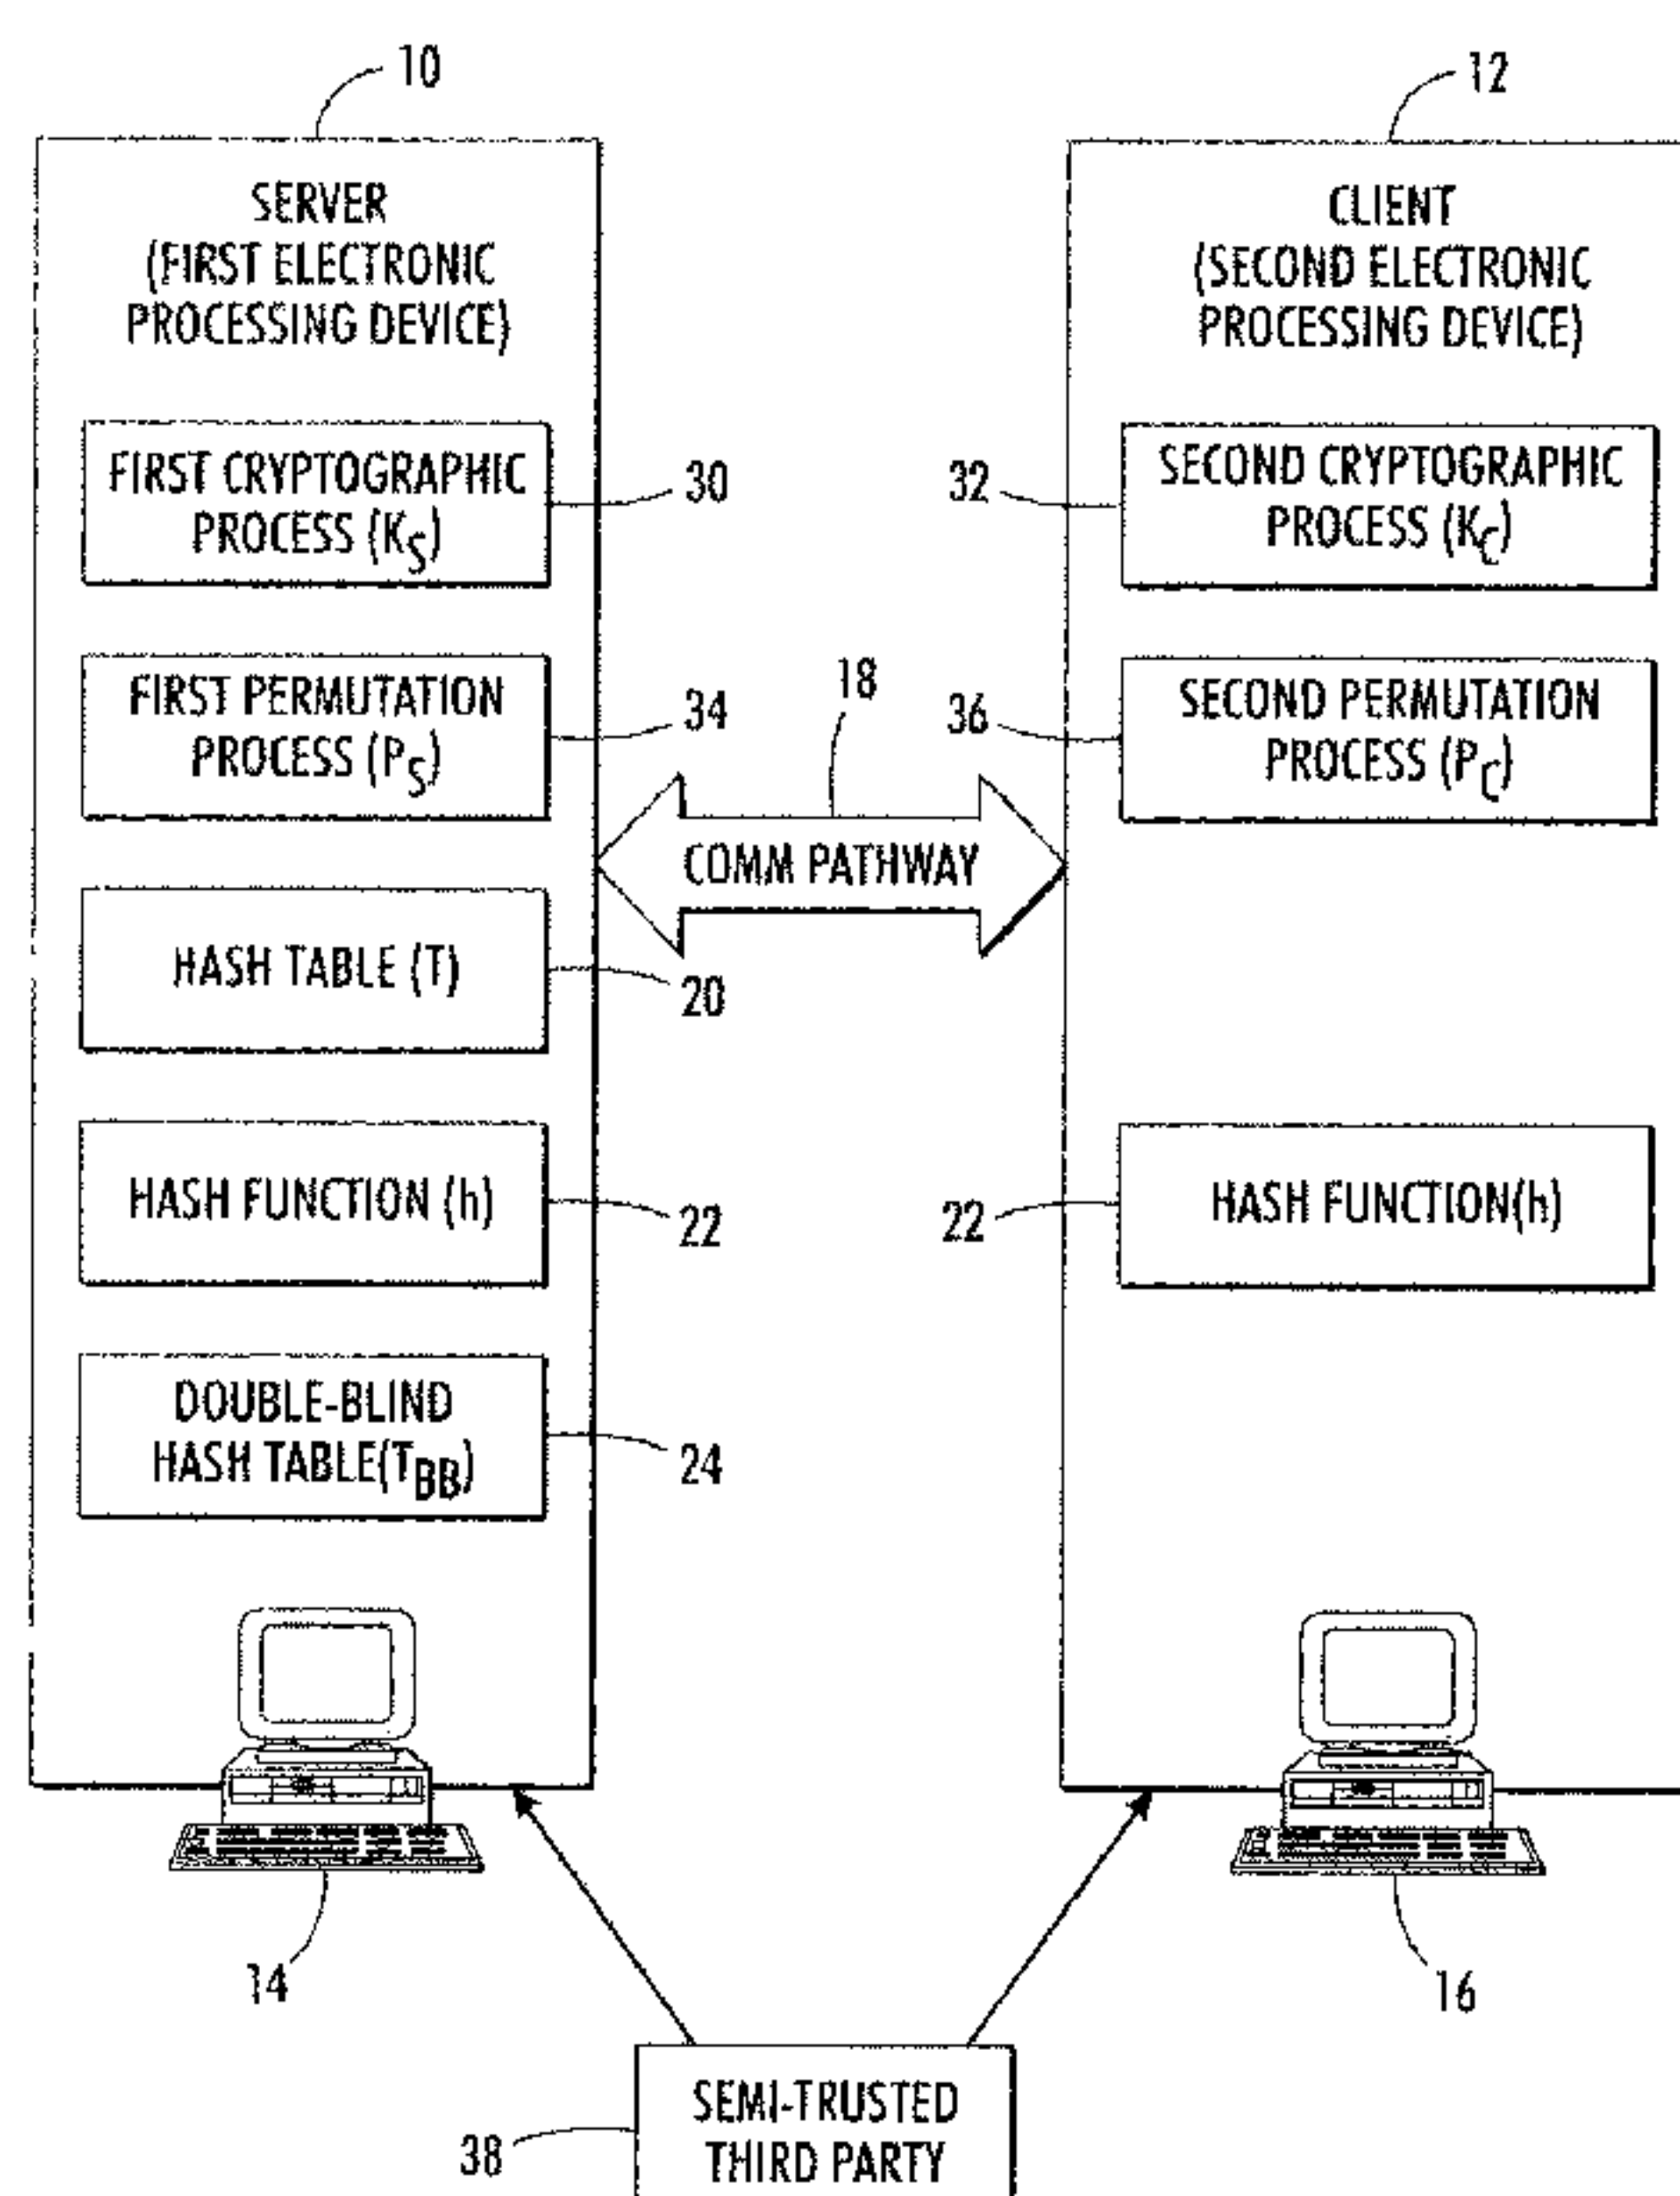 10
12
SERVER
(FIRST ELECTRONIC
PROCESSING DEVICE)
CLIENT
(SECOND ELECTRONIC
PROCESSING DEVICE)
FIRST CRYPTOGRAPHIC
PROCESS (KS)
30
32
SECOND CRYPTOGRAPHIC
PROCESS (KC)
FIRST PERMUTATION
PROCESS (PS)
34
18
36
SECOND PERMUTATION
PROCESS (PC)
COMM PATHWAY
HASH TABLE (T)
20
HASH FUNCTION (h)
22
22
HASH FUNCTION(h)
DOUBLE-BLIND
HASH TABLE(TBB)
24
14
16
38
SEMI-TRUSTED
THIRD PARTY